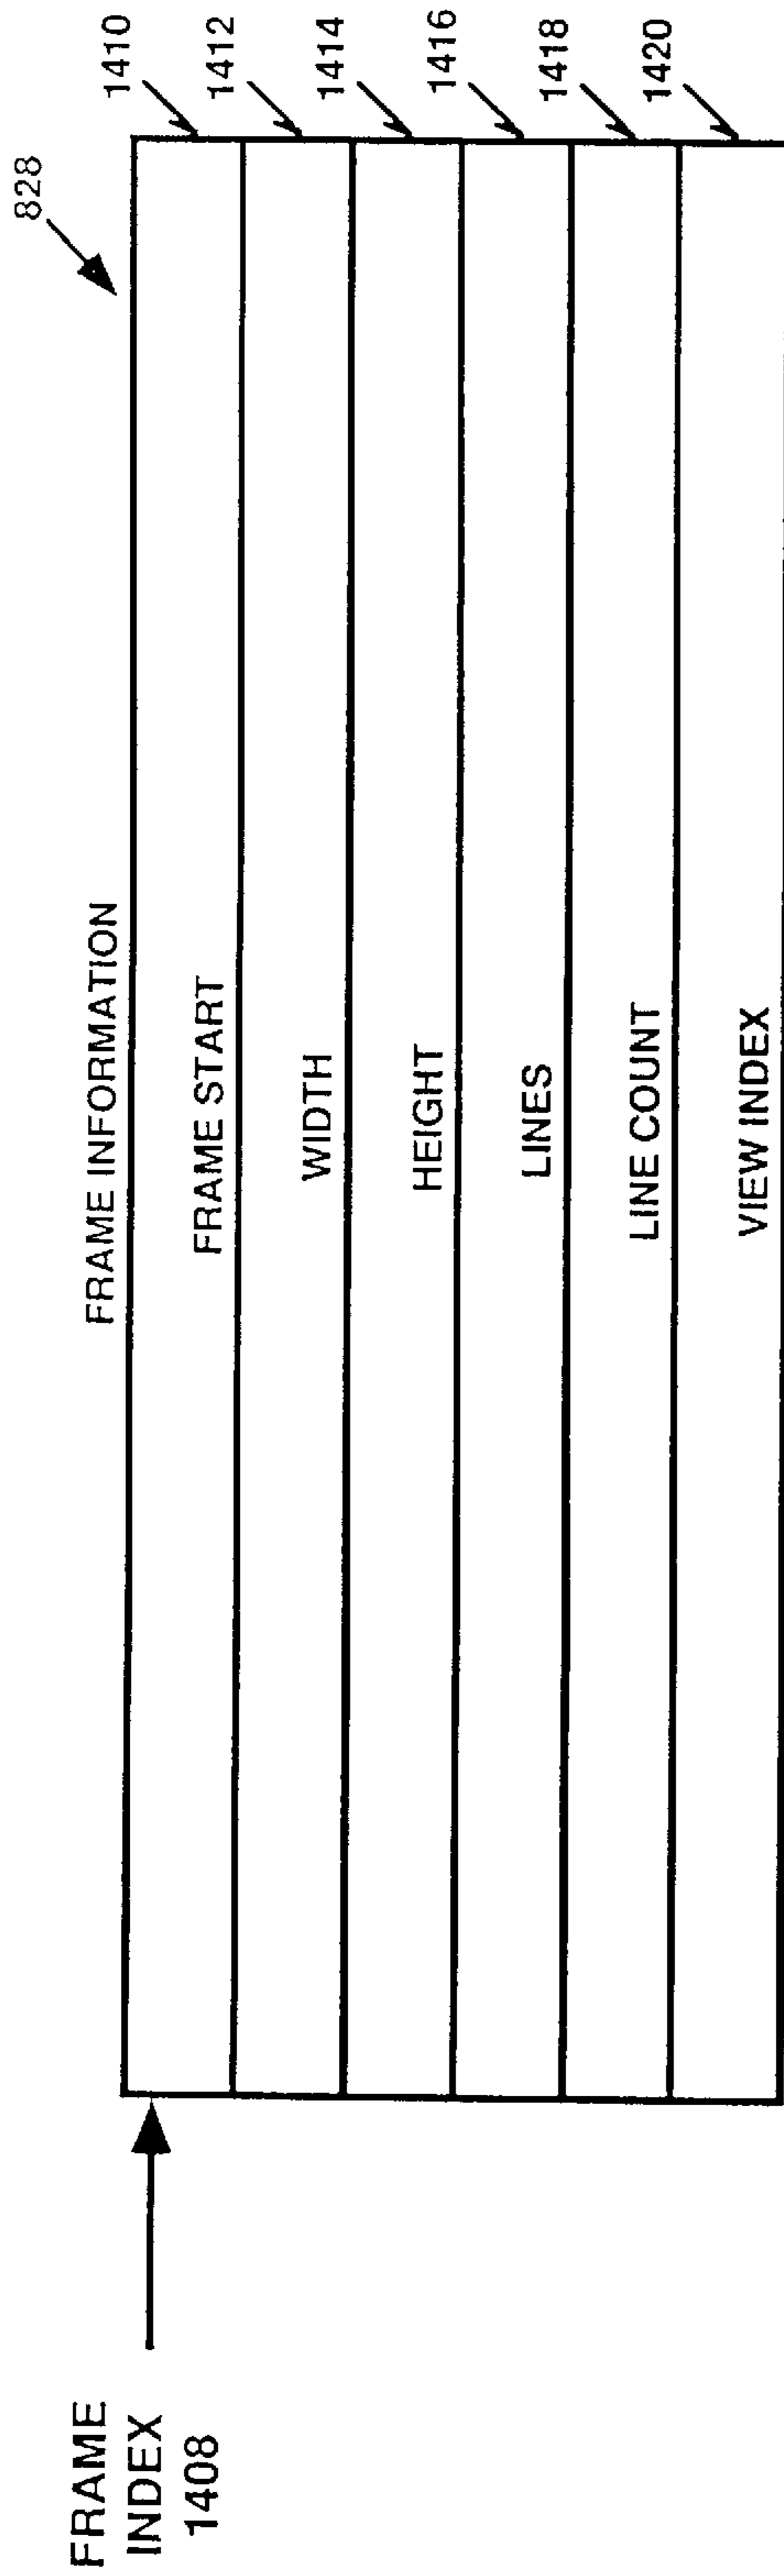 828
FRAME INFORMATION
FRAME
INDEX
1408
FRAME START 1410
WIDTH 1412
HEIGHT 1414
LINES 1416
LINE COUNT 1418
VIEW INDEX 1420